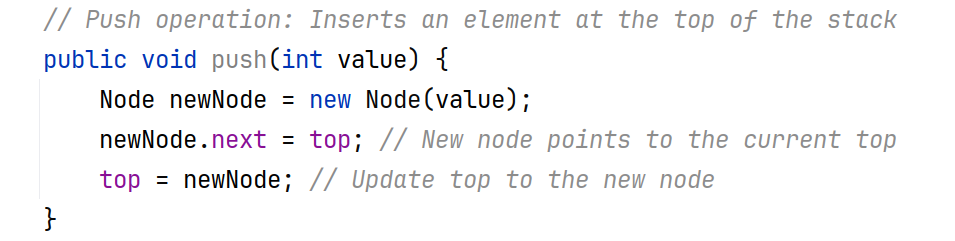 // Push operation: Inserts an element at the top of the stack
public void push(int value) {
    Node newNode = new Node(value);
    newNode.next = top; // New node points to the current top
    top = newNode; // Update top to the new node
}